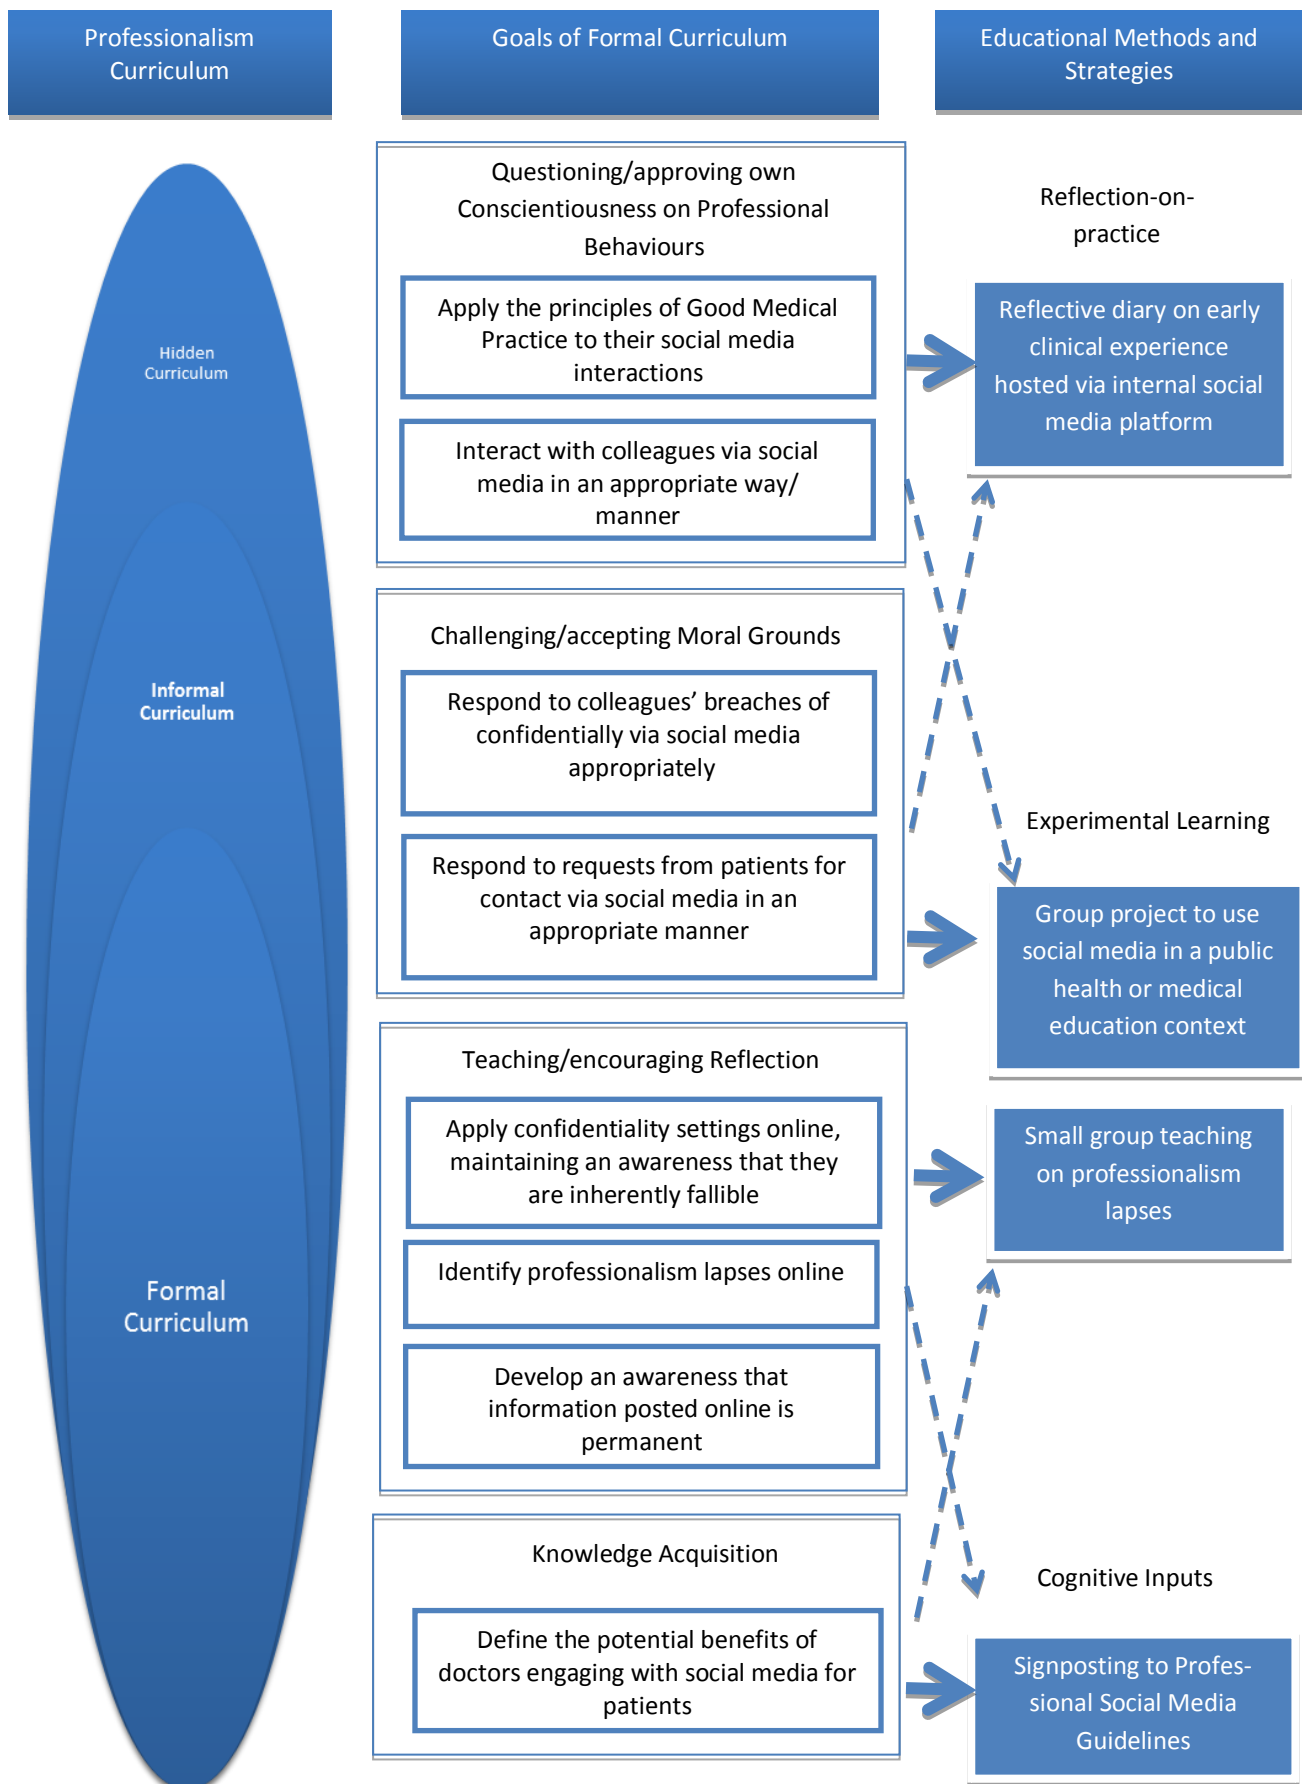 Professionalism
Curriculum
Goals of Formal Curriculum
Educational Methods and
Strategies
Hidden
Curriculum
Informal
Curriculum
Formal
Curriculum
Questioning/approving own
Conscientiousness on Professional
Behaviours
Apply the principles of Good Medical
Practice to their social media
interactions
Interact with colleagues via social
media in an appropriate way/
manner
Challenging/accepting Moral Grounds
Respond to colleagues’ breaches of
confidentially via social media
appropriately
Respond to requests from patients for
contact via social media in an
appropriate manner
Teaching/encouraging Reflection
Apply confidentiality settings online,
maintaining an awareness that they
are inherently fallible
Identify professionalism lapses online
Develop an awareness that
information posted online is
permanent
Knowledge Acquisition
Define the potential benefits of
doctors engaging with social media for
patients
Reflection-on-
practice
Reflective diary on early
clinical experience
hosted via internal social
media platform
Experimental Learning
Group project to use
social media in a public
health or medical
education context
Small group teaching
on professionalism
lapses
Cognitive Inputs
Signposting to Profes-
sional Social Media
Guidelines